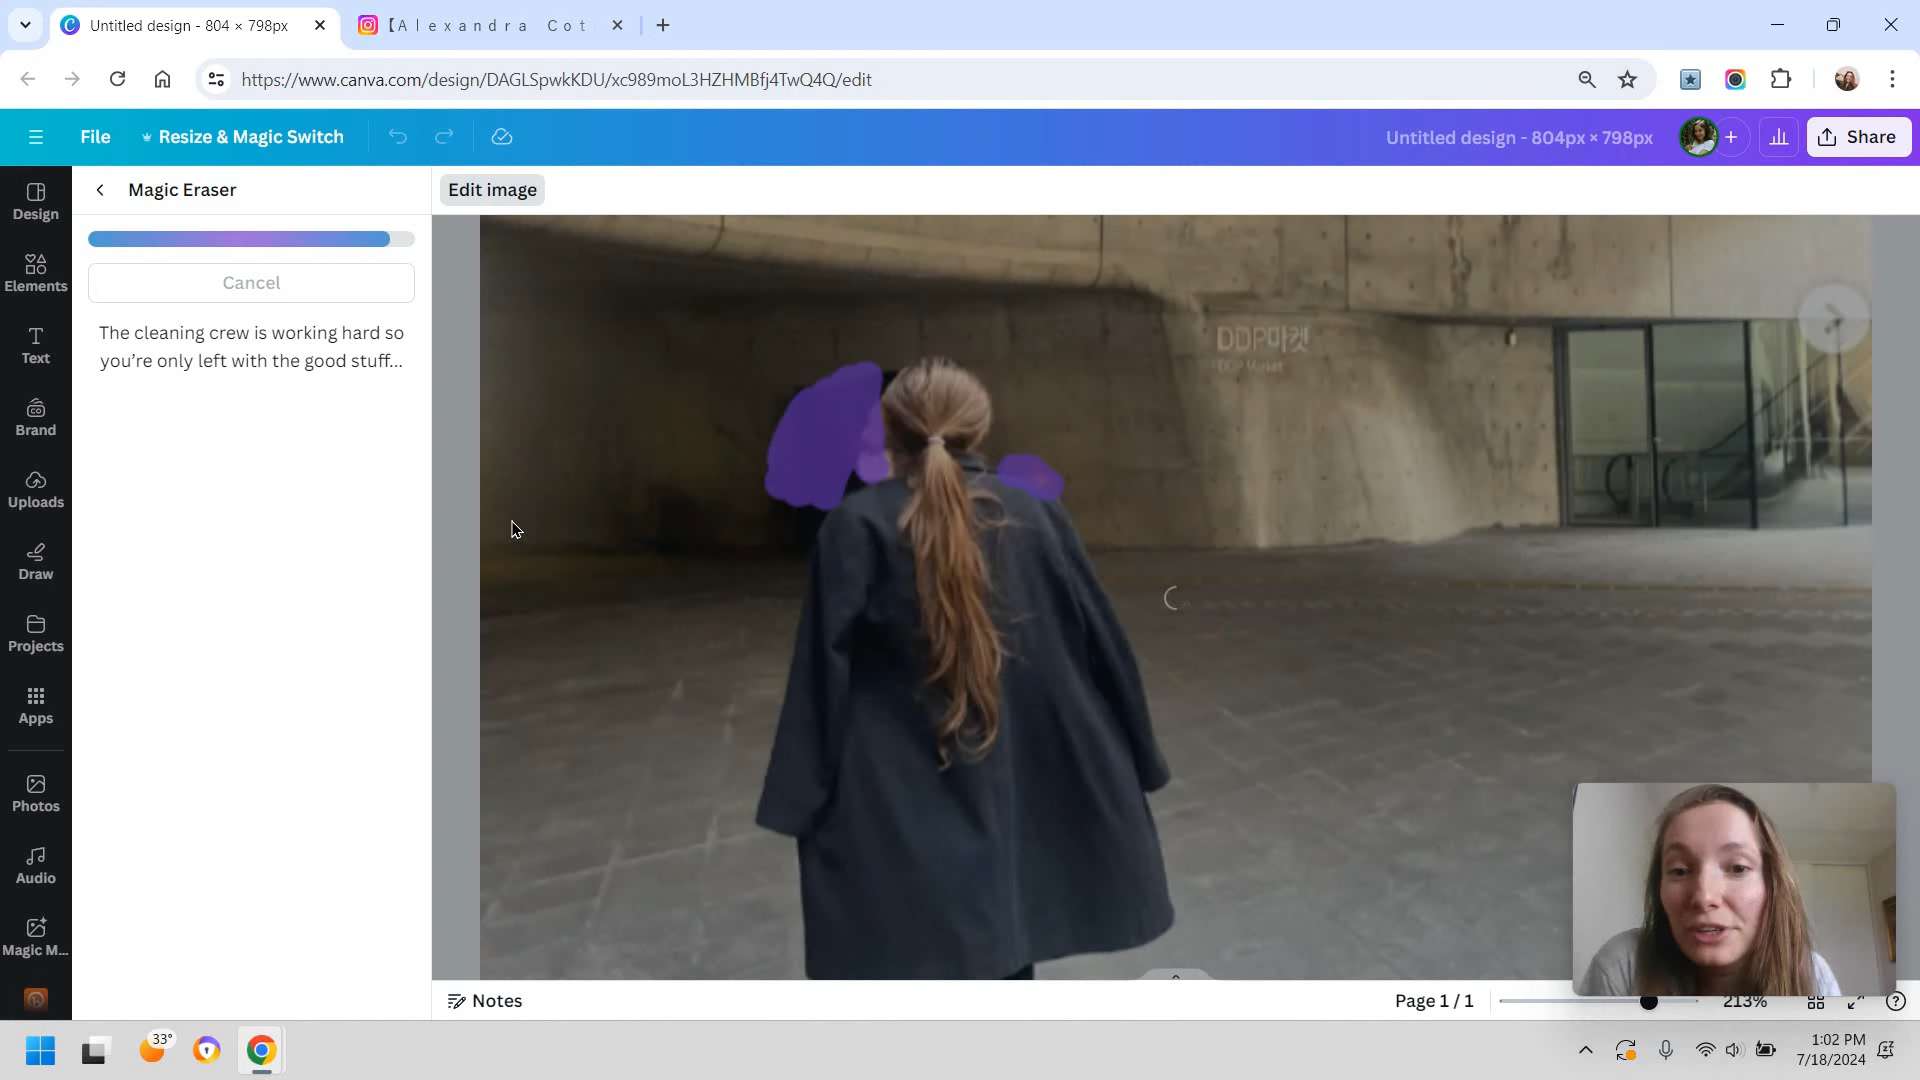 Untitled design - 804 × 798px
【A l e x a n d r a   C o t
https://www.canva.com/design/DAGLSpwkKDU/xc989moL3HZHMBfj4TwQ4Q/edit
File
Resize & Magic Switch
Untitled design - 804px × 798px
Share
Design
Elements
Text
Brand
Uploads
Draw
Projects
Apps
Photos
Audio
Magic M...
Magic Eraser
Cancel
The cleaning crew is working hard so
you're only left with the good stuff...
Edit image
DDP마켓
DDP Market
Notes
Page 1 / 1
213%
33°
1:02 PM
7/18/2024